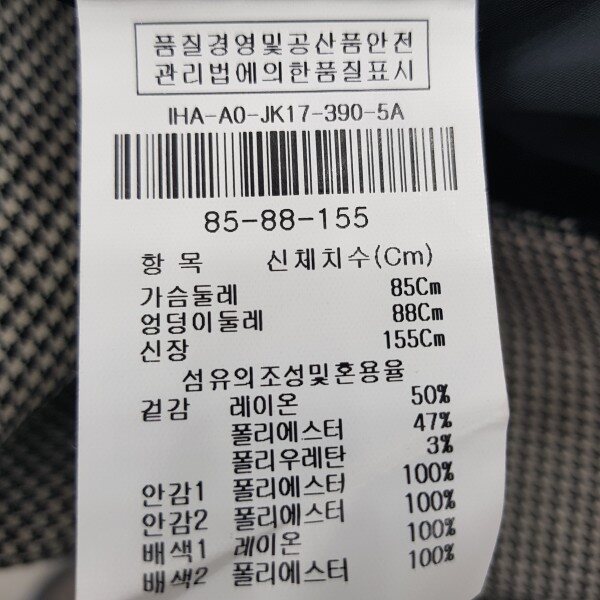 품질경영및공산품안전
관리법에의한품질표시
IHA-A0-JK17-390-5A
85-88-155
항 목 신체치수(Cm)
가슴둘레 85Cm
엉덩이둘레 88Cm
신장 155Cm
섬유의조성및혼용율
겉감 레이온 50%
폴리에스터 47%
폴리우레탄 3%
안감1 폴리에스터 100%
안감2 폴리에스터 100%
배색1 레이온 100%
배색2 폴리에스터 100%